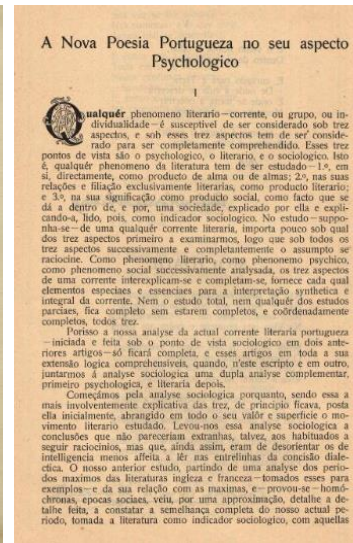 A Nova Poesia Portugueza no seu aspecto
Psychologico
I
Qualquér phenomeno literario—corrente, ou grupo, ou in-
dividualidade—é susceptivel de ser considerado sob trez
aspectos, e sob esses trez aspectos tem de ser conside-
rado para ser completamente comprehendido. Esses trez
pontos de vista são o psychologico, o literario, e o sociologico. Isto
é, qualquér phenomeno da literatura tem de ser estudado—1.º, em
si, directamente, como producto de alma ou de almas; 2.º, nas suas
relações e filiação exclusivamente literarias, como producto literario;
e 3.º, na sua significação como producto social, como facto que se
dá a dentro de, e por, uma sociedade, explicado por ella e expli-
cando-a, lido, pois, como indicador sociologico. No estudo—suppo-
nha-se—de uma qualquér corrente literaria, importa pouco sob qual
dos trez aspectos primeiro a examinarmos, logo que sob todos os
trez aspectos successivamente e completamente o assumpto se
raciocine. Como phenomeno literario, como phenomeno psychico,
como phenomeno social successivamente analysada, os trez aspectos
de uma corrente interexplicam-se e completam-se, fornece cada qual
elementos especiaes e essenciaes para a interpretação synthetica e
integral da corrente. Nem o estudo total, nem qualquér dos estudos
parciaes, fica completo sem estarem completos, e coórdenadamente
completos, todos trez.
Porisso a nossa analyse da actual corrente literaria portugueza
—iniciada e feita sob o ponto de vista sociologico em dois ante-
riores artigos—só ficará completa, e esses artigos em toda a sua
extensão logica comprehensiveis, quando, n'este escripto e em outro,
juntarmos á analyse sociologica uma dupla analyse complementar,
primeiro psychologica, e literaria depois.
Começámos pela analyse sociologica porquanto, sendo essa a
mais involventemente explicativa das trez, de principio ficava, posta
ella inicialmente, abrangido em todo o seu valôr e superficie o mo-
vimento literario estudado. Levou-nos essa analyse sociologica a
conclusões que não pareceriam extranhas, talvez, aos habituados a
seguir raciocinios, mas que, ainda assim, eram de desorientar os de
intelligencia menos affeita a lêr nas entrelinhas da concisão diale-
ctica. O nosso anterior estudo, partindo de uma analyse dos perio-
dos maximos das literaturas ingleza e franceza—tomados esses para
exemplos—e da sua relação com as maximas, e—provou-se—homó-
chronas, epocas sociaes, veiu, por uma approximação, detalhe a de-
talhe feita, a constatar a semelhança completa do nosso actual pe-
riodo, tomada a literatura como indicador sociologico, com aquellas